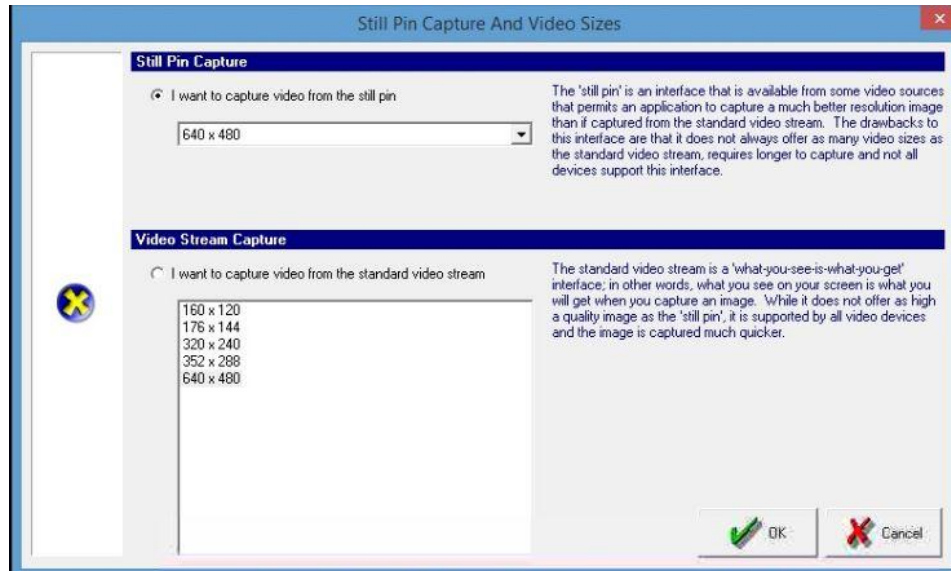 Still Pin Capture And Video Sizes
Still Pin Capture
I want to capture video from the still pin
640 x 480
The 'still pin' is an interface that is available from some video sources
that permits an application to capture a much better resolution image
than if captured from the standard video stream. The drawbacks to
this interface are that it does not always offer as many video sizes as
the standard video stream, requires longer to capture and not all
devices support this interface.
Video Stream Capture
I want to capture video from the standard video stream
160 x 120
176 x 144
320 x 240
352 x 288
640 x 480
The standard video stream is a 'what-you-see-is-what-you-get'
interface; in other words, what you see on your screen is what you
will get when you capture an image. While it does not offer as high
a quality image as the 'still pin', it is supported by all video devices
and the image is captured much quicker.
OK
Cancel